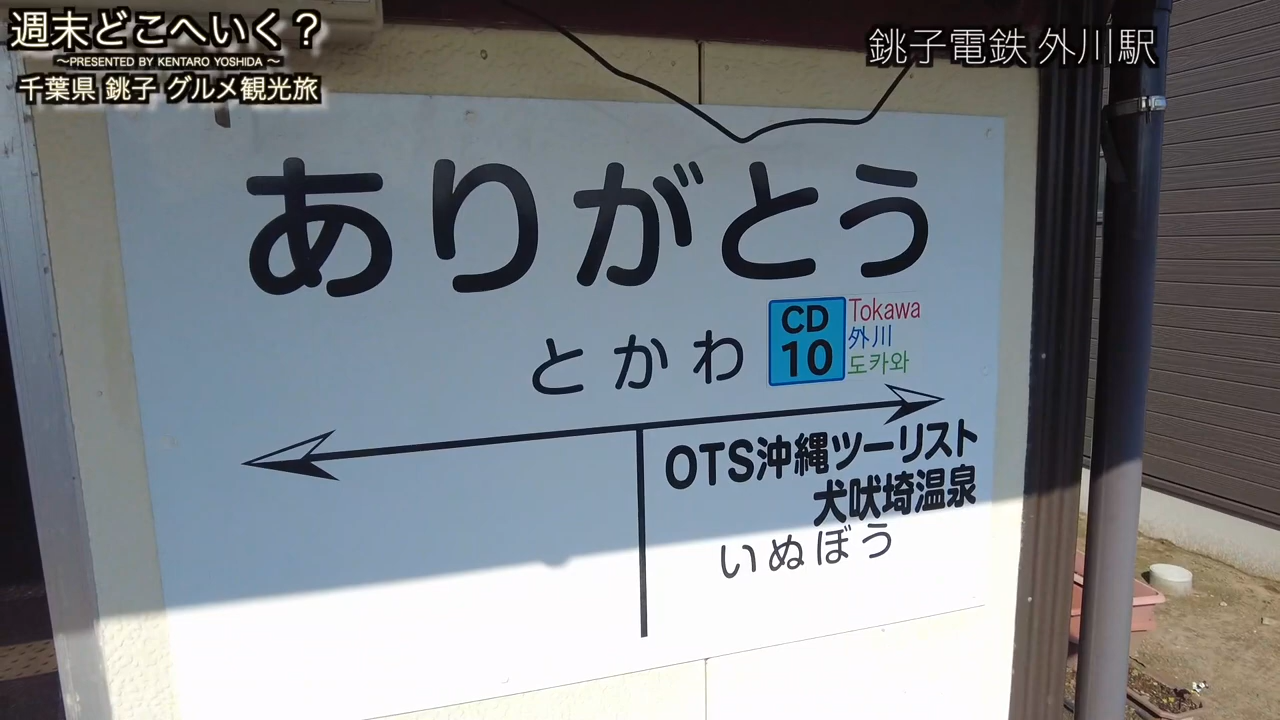 週末どこへいく？
～PRESENTED BY KENTARO YOSHIDA～
千葉県 銚子 グルメ観光旅
銚子電鉄 外川駅
ありがとう
とかわ
CD
10
Tokawa
外川
도카와
OTS沖縄ツーリスト
犬吠埼温泉
いぬぼう